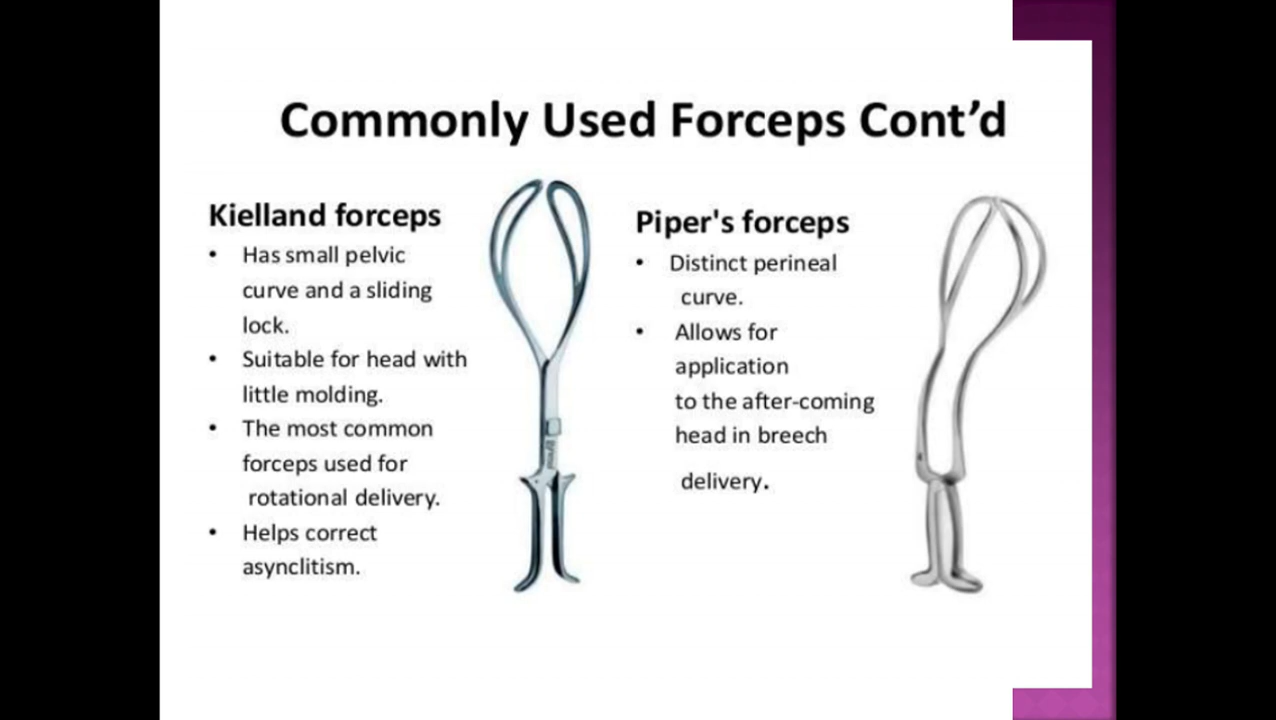 Commonly Used Forceps Cont’d
Kielland forceps
• Has small pelvic
curve and a sliding
lock.
• Suitable for head with
little molding.
• The most common
forceps used for
rotational delivery.
• Helps correct
asynclitism.
Piper's forceps
• Distinct perineal
curve.
• Allows for
application
to the after-coming
head in breech
delivery.